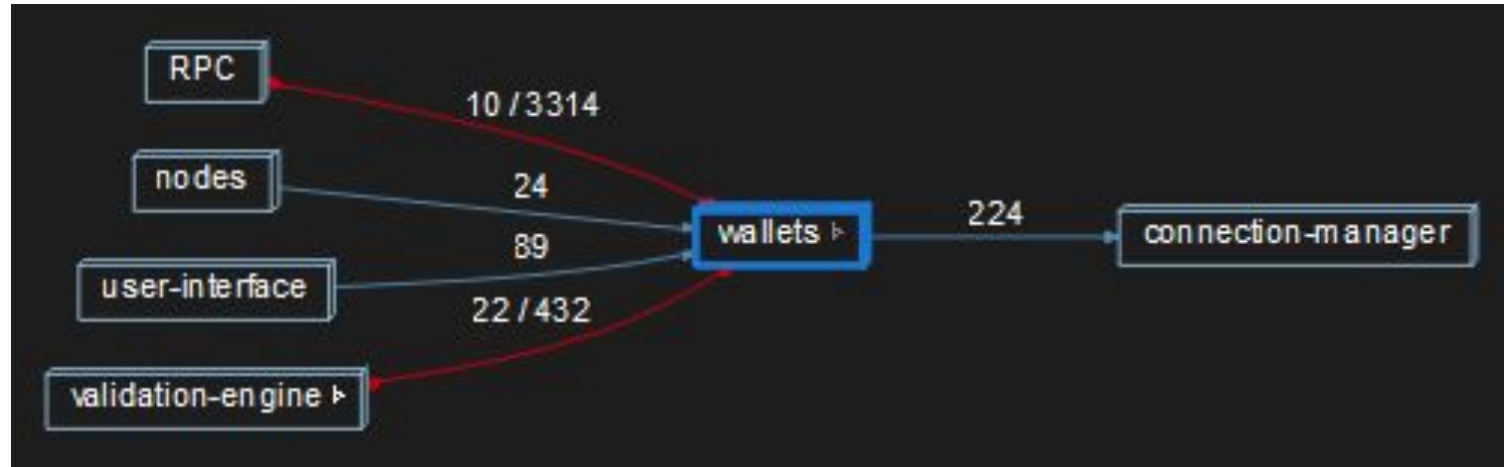 RPC
10 / 3314
nodes
24
wallets
224
connection-manager
89
user-interface
22 / 432
validation-engine